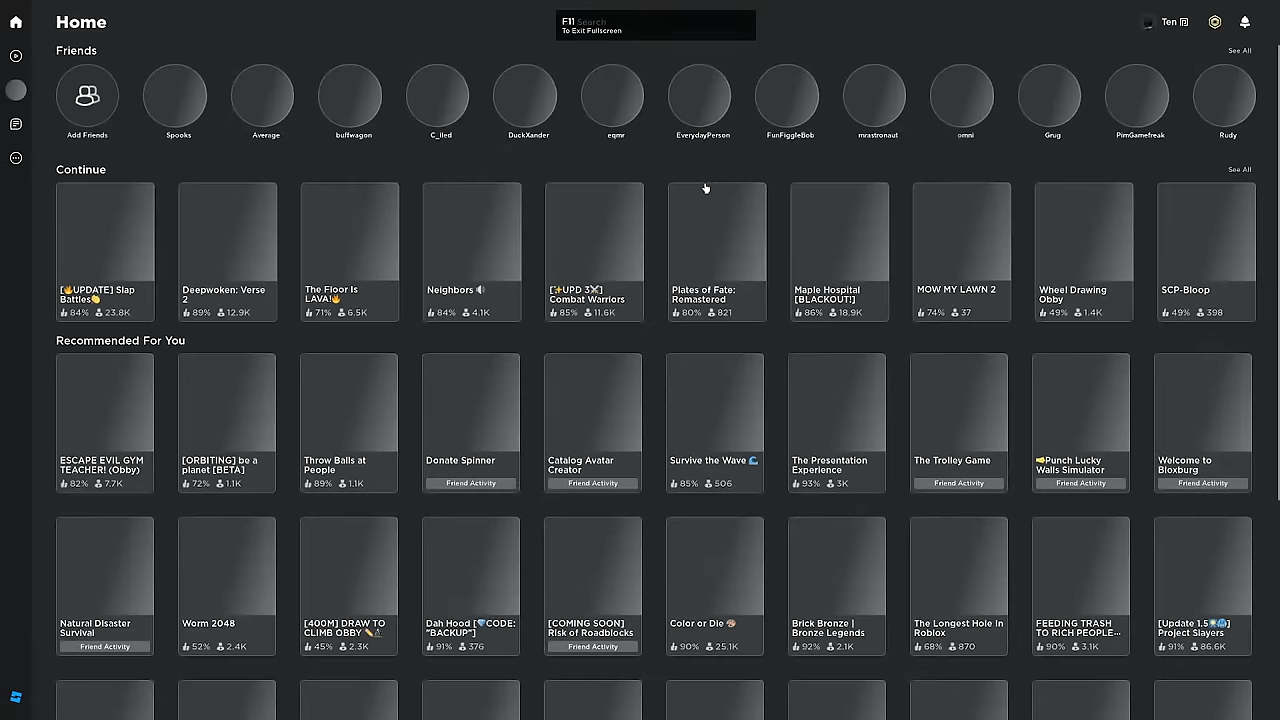 Home
F11 Search
To Exit Fullscreen
Ten
Friends
See All
Add Friends
Spooks
Average
buffwagon
C_lled
DuckXander
eqmr
EverydayPerson
FunFiggleBob
mrastronaut
omni
Grug
PimGamefreak
Rudy
Continue
See All
[🔥UPDATE] Slap
Battles👏
84% 23.8K
Deepwoken: Verse
2
89% 12.9K
The Floor Is
LAVA!🔥
71% 6.5K
Neighbors 🔊
84% 4.1K
[✨UPD 3⚔️]
Combat Warriors
85% 11.6K
Plates of Fate:
Remastered
80% 821
Maple Hospital
[BLACKOUT!]
86% 18.9K
MOW MY LAWN 2
74% 37
Wheel Drawing
Obby
49% 1.4K
SCP-Bloop
49% 398
Recommended For You
ESCAPE EVIL GYM
TEACHER! (Obby)
82% 7.7K
[ORBITING] be a
planet [BETA]
72% 1.1K
Throw Balls at
People
89% 1.1K
Donate Spinner
Friend Activity
Catalog Avatar
Creator
Friend Activity
Survive the Wave 🌊
85% 506
The Presentation
Experience
93% 3K
The Trolley Game
Friend Activity
Punch Lucky
Walls Simulator
Friend Activity
Welcome to
Bloxburg
Friend Activity
Natural Disaster
Survival
Friend Activity
Worm 2048
52% 2.4K
[400M] DRAW TO
CLIMB OBBY ✏️
45% 2.3K
Dah Hood [💎CODE:
"BACKUP"]
91% 376
[COMING SOON]
Risk of Roadblocks
Friend Activity
Color or Die 🎨
90% 25.1K
Brick Bronze |
Bronze Legends
92% 2.1K
The Longest Hole In
Roblox
68% 870
FEEDING TRASH
TO RICH PEOPLE...
90% 3.1K
[Update 1.5]
Project Slayers
91% 86.6K